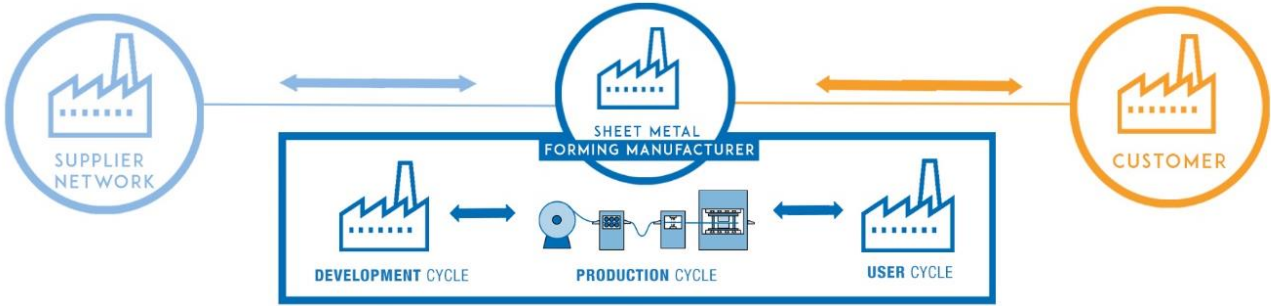 SUPPLIER
NETWORK
SHEET METAL
FORMING MANUFACTURER
CUSTOMER
DEVELOPMENT CYCLE
PRODUCTION CYCLE
USER CYCLE